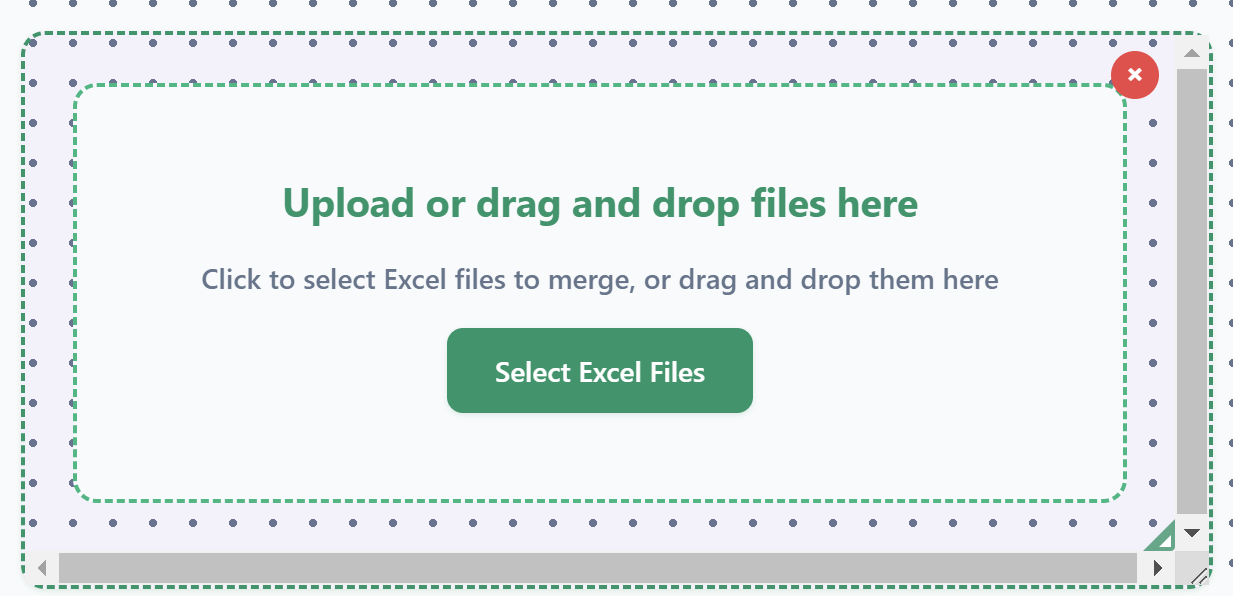 Upload or drag and drop files here
Click to select Excel files to merge, or drag and drop them here
Select Excel Files